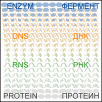 ENZYM ФЕРМЕНТ
DNS ДНК
RNS РНК
PROTEIN ПРОТЕИН